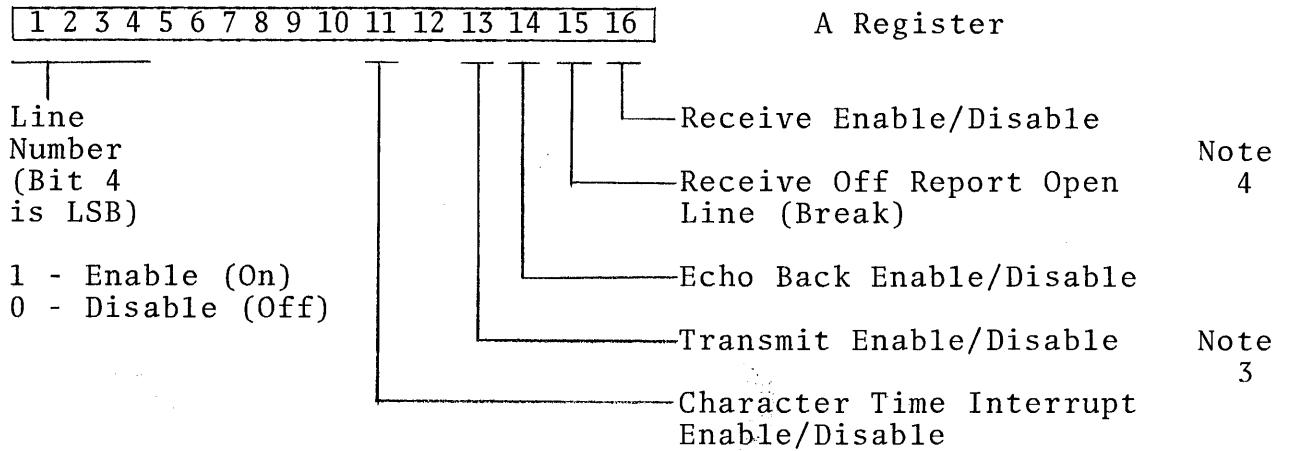 1 2 3 4 5 6 7 8 9 10 11 12 13 14 15 16
A Register
Line
Number
(Bit 4
is LSB)
1 - Enable (On)
0 - Disable (Off)
Receive Enable/Disable
Receive Off Report Open
Line (Break)
Note
4
Echo Back Enable/Disable
Transmit Enable/Disable
Note
3
Character Time Interrupt
Enable/Disable